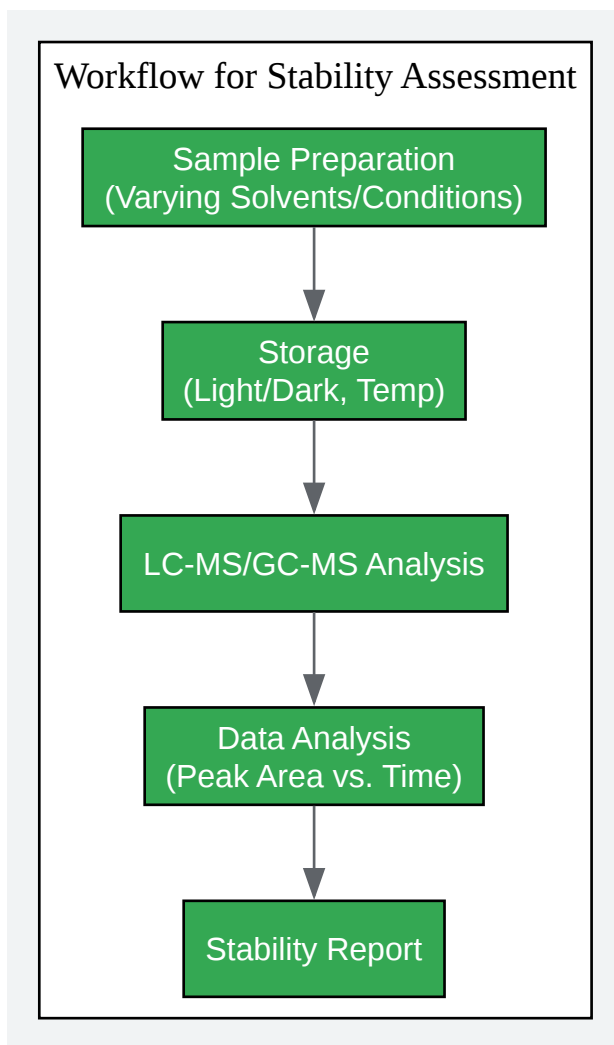 Workflow for Stability Assessment
Sample Preparation
(Varying Solvents/Conditions)
Storage
(Light/Dark, Temp)
LC-MS/GC-MS Analysis
Data Analysis
(Peak Area vs. Time)
Stability Report